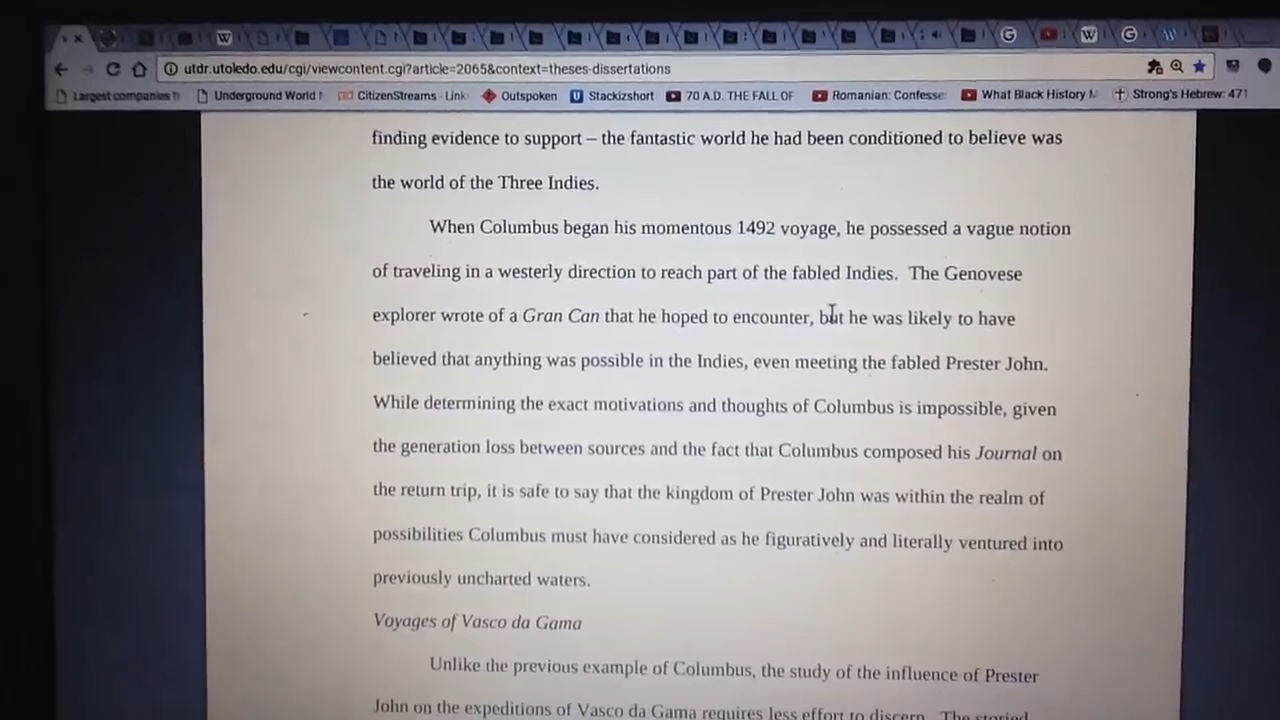 utdr.utoledo.edu/cgi/viewcontent.cgi?article=2065&context=theses-dissertations
Largest companies Underground World CitizenStreams - Link Outspoken Stackizshort 70 A.D. THE FALL OF Romanian: Confesse What Black History M Strong's Hebrew: 471
finding evidence to support – the fantastic world he had been conditioned to believe was
the world of the Three Indies.
When Columbus began his momentous 1492 voyage, he possessed a vague notion
of traveling in a westerly direction to reach part of the fabled Indies. The Genovese
explorer wrote of a Gran Can that he hoped to encounter, but he was likely to have
believed that anything was possible in the Indies, even meeting the fabled Prester John.
While determining the exact motivations and thoughts of Columbus is impossible, given
the generation loss between sources and the fact that Columbus composed his Journal on
the return trip, it is safe to say that the kingdom of Prester John was within the realm of
possibilities Columbus must have considered as he figuratively and literally ventured into
previously uncharted waters.
Voyages of Vasco da Gama
Unlike the previous example of Columbus, the study of the influence of Prester
John on the expeditions of Vasco da Gama requires less effort to discern. The storied